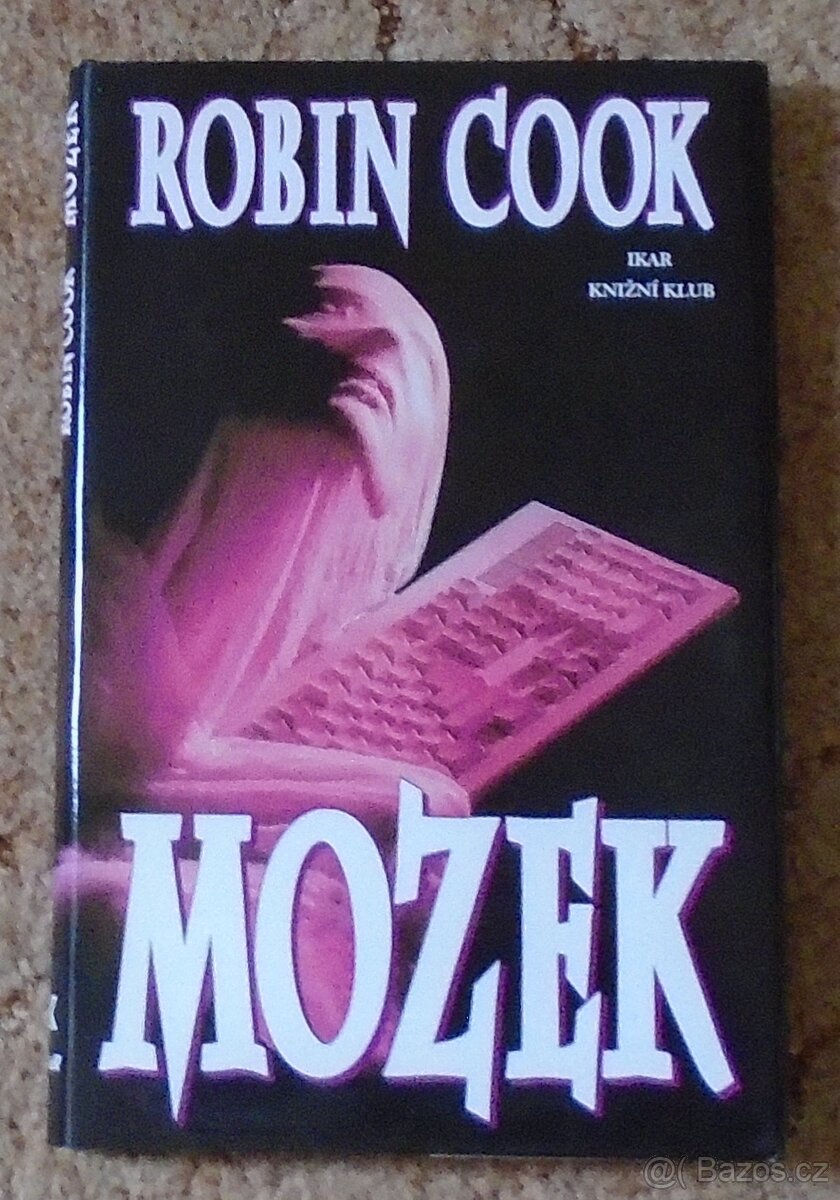 ROBIN COOK
IKAR
KNIŽNÍ KLUB
MOZEK
ROBIN COOK
MOZEK
@( Bazos.cz